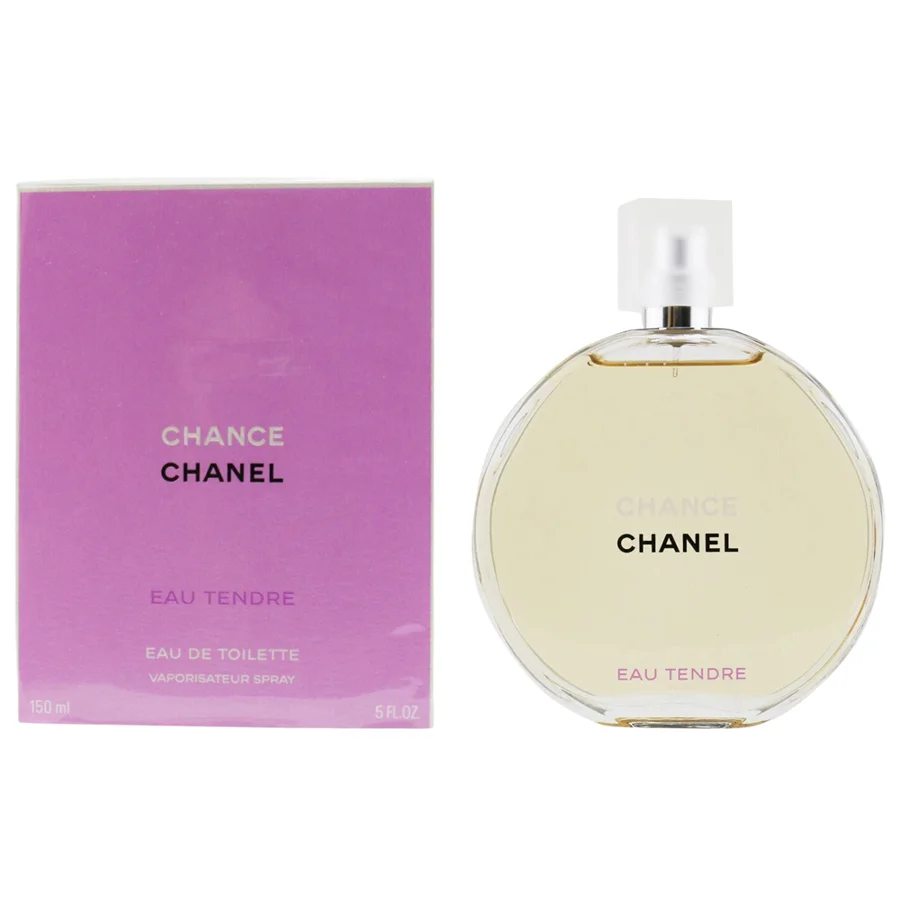 CHANCE
CHANEL
EAU TENDRE
EAU DE TOILETTE
VAPORISATEUR SPRAY
150 ml
5 FL.OZ.
CHANCE
CHANEL
EAU TENDRE